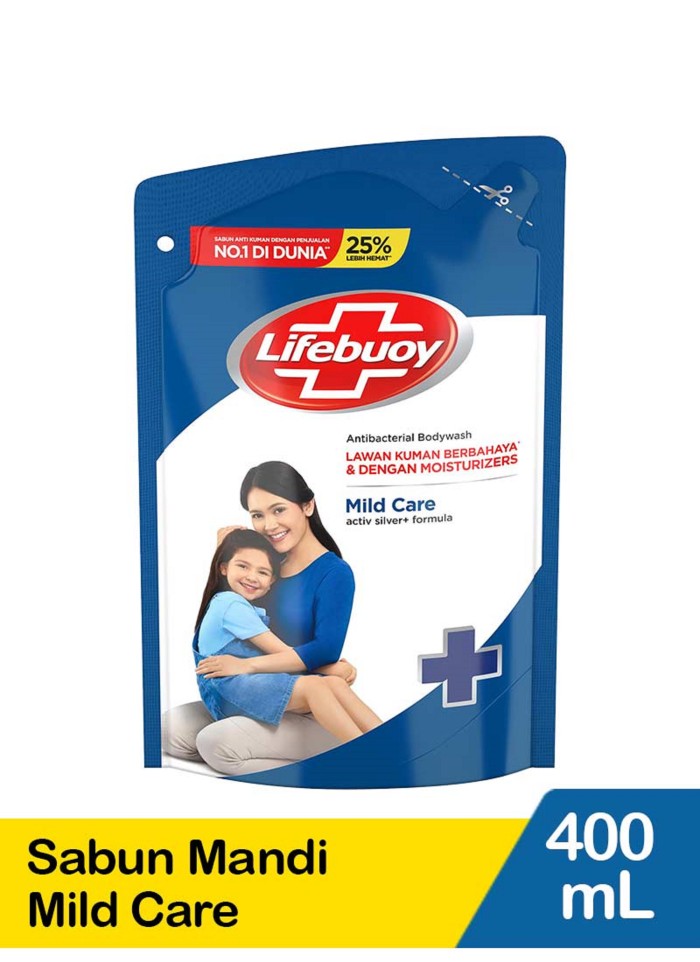 SABUN ANTI KUMAN DENGAN PENJUALAN
NO.1 DI DUNIA**
25%
LEBIH HEMAT^
Lifebuoy
Antibacterial Bodywash
LAWAN KUMAN BERBAHAYA*
& DENGAN MOISTURIZERS
Mild Care
activ silver+ formula
Sabun Mandi
Mild Care
400
mL